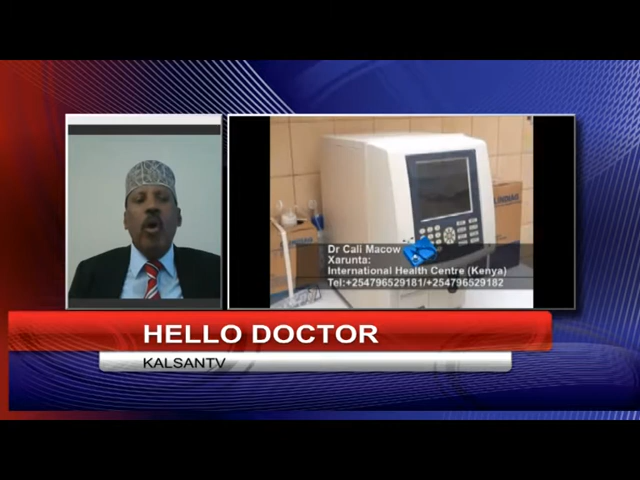 Dr Cali Macow
Xarunta:
International Health Centre (Kenya)
Tel:+254796529181/+254796529182
HELLO DOCTOR
KALSANTV